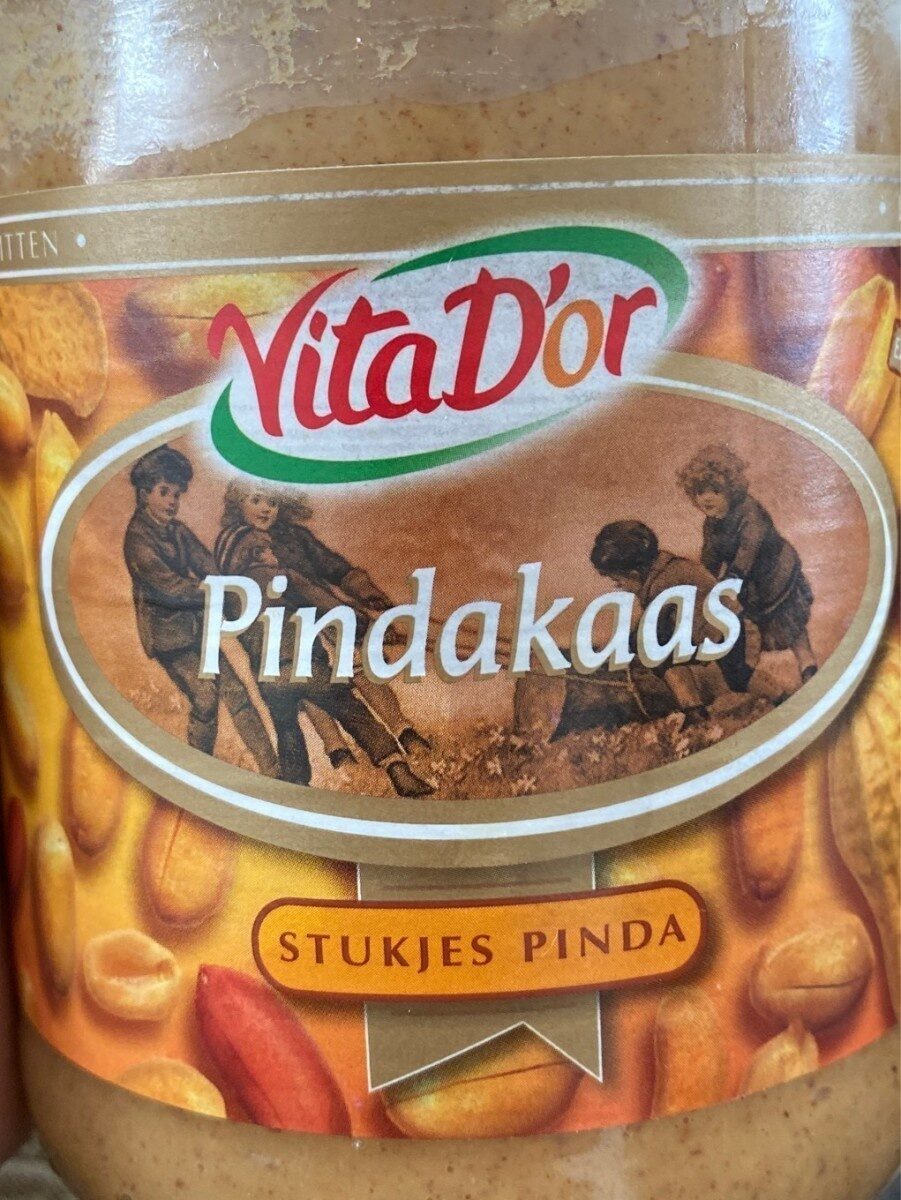 Vita D'or
Pindakaas
STUKJES PINDA